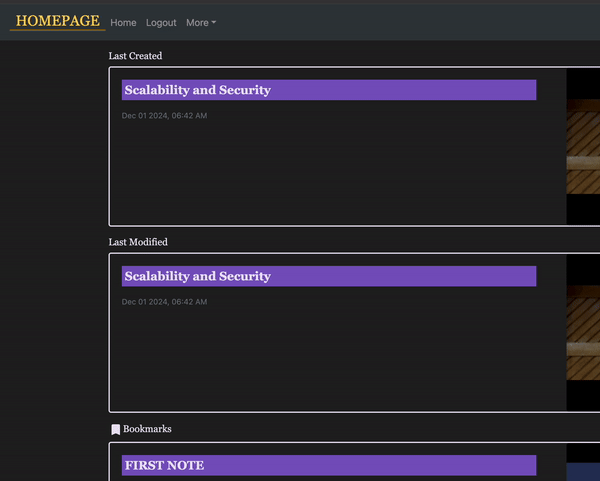 HOMEPAGE Home Logout More
Last Created
Scalability and Security
Dec 01 2024, 06:42 AM
Last Modified
Scalability and Security
Dec 01 2024, 06:42 AM
Bookmarks
FIRST NOTE